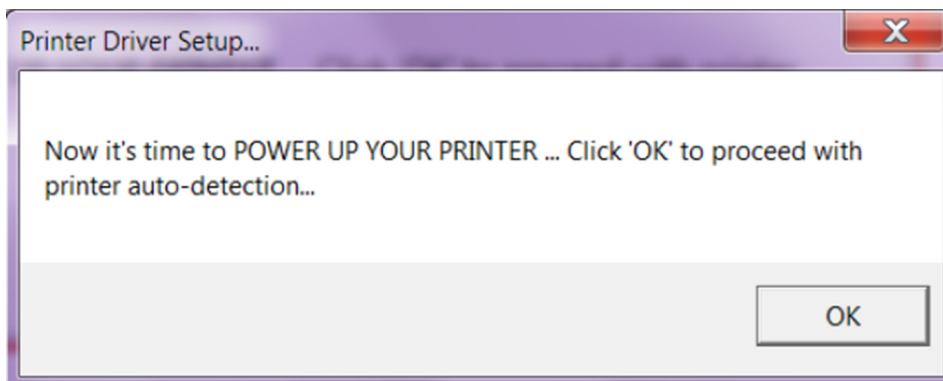 Printer Driver Setup...
Now it's time to POWER UP YOUR PRINTER ... Click 'OK' to proceed with
printer auto-detection...
OK